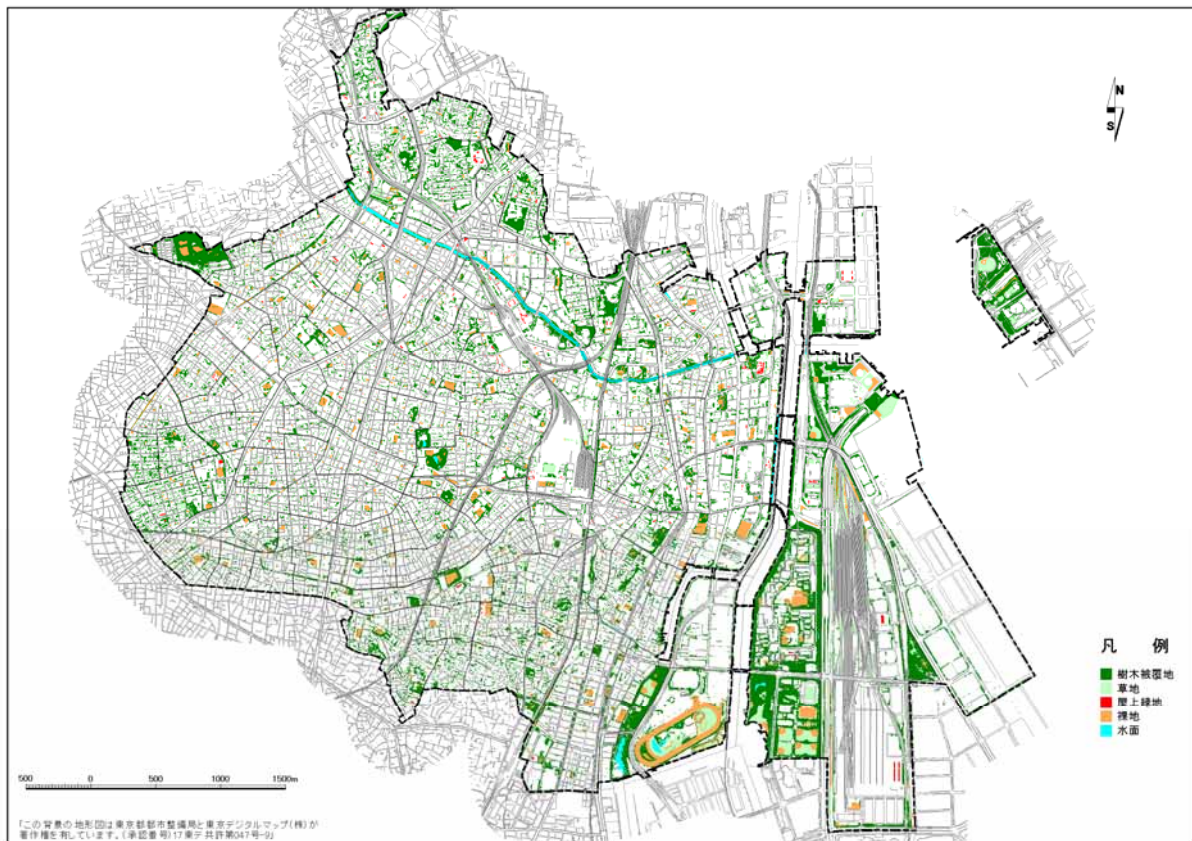 N
S
凡 例
樹木被覆地
草地
屋上緑地
裸地
水面
500 0 500 1000 1500m
「この背景の地形図は東京都都市整備局と東京デジタルマップ(株)が
著作権を有しています。(承認番号)17東デ共許第047号-9」